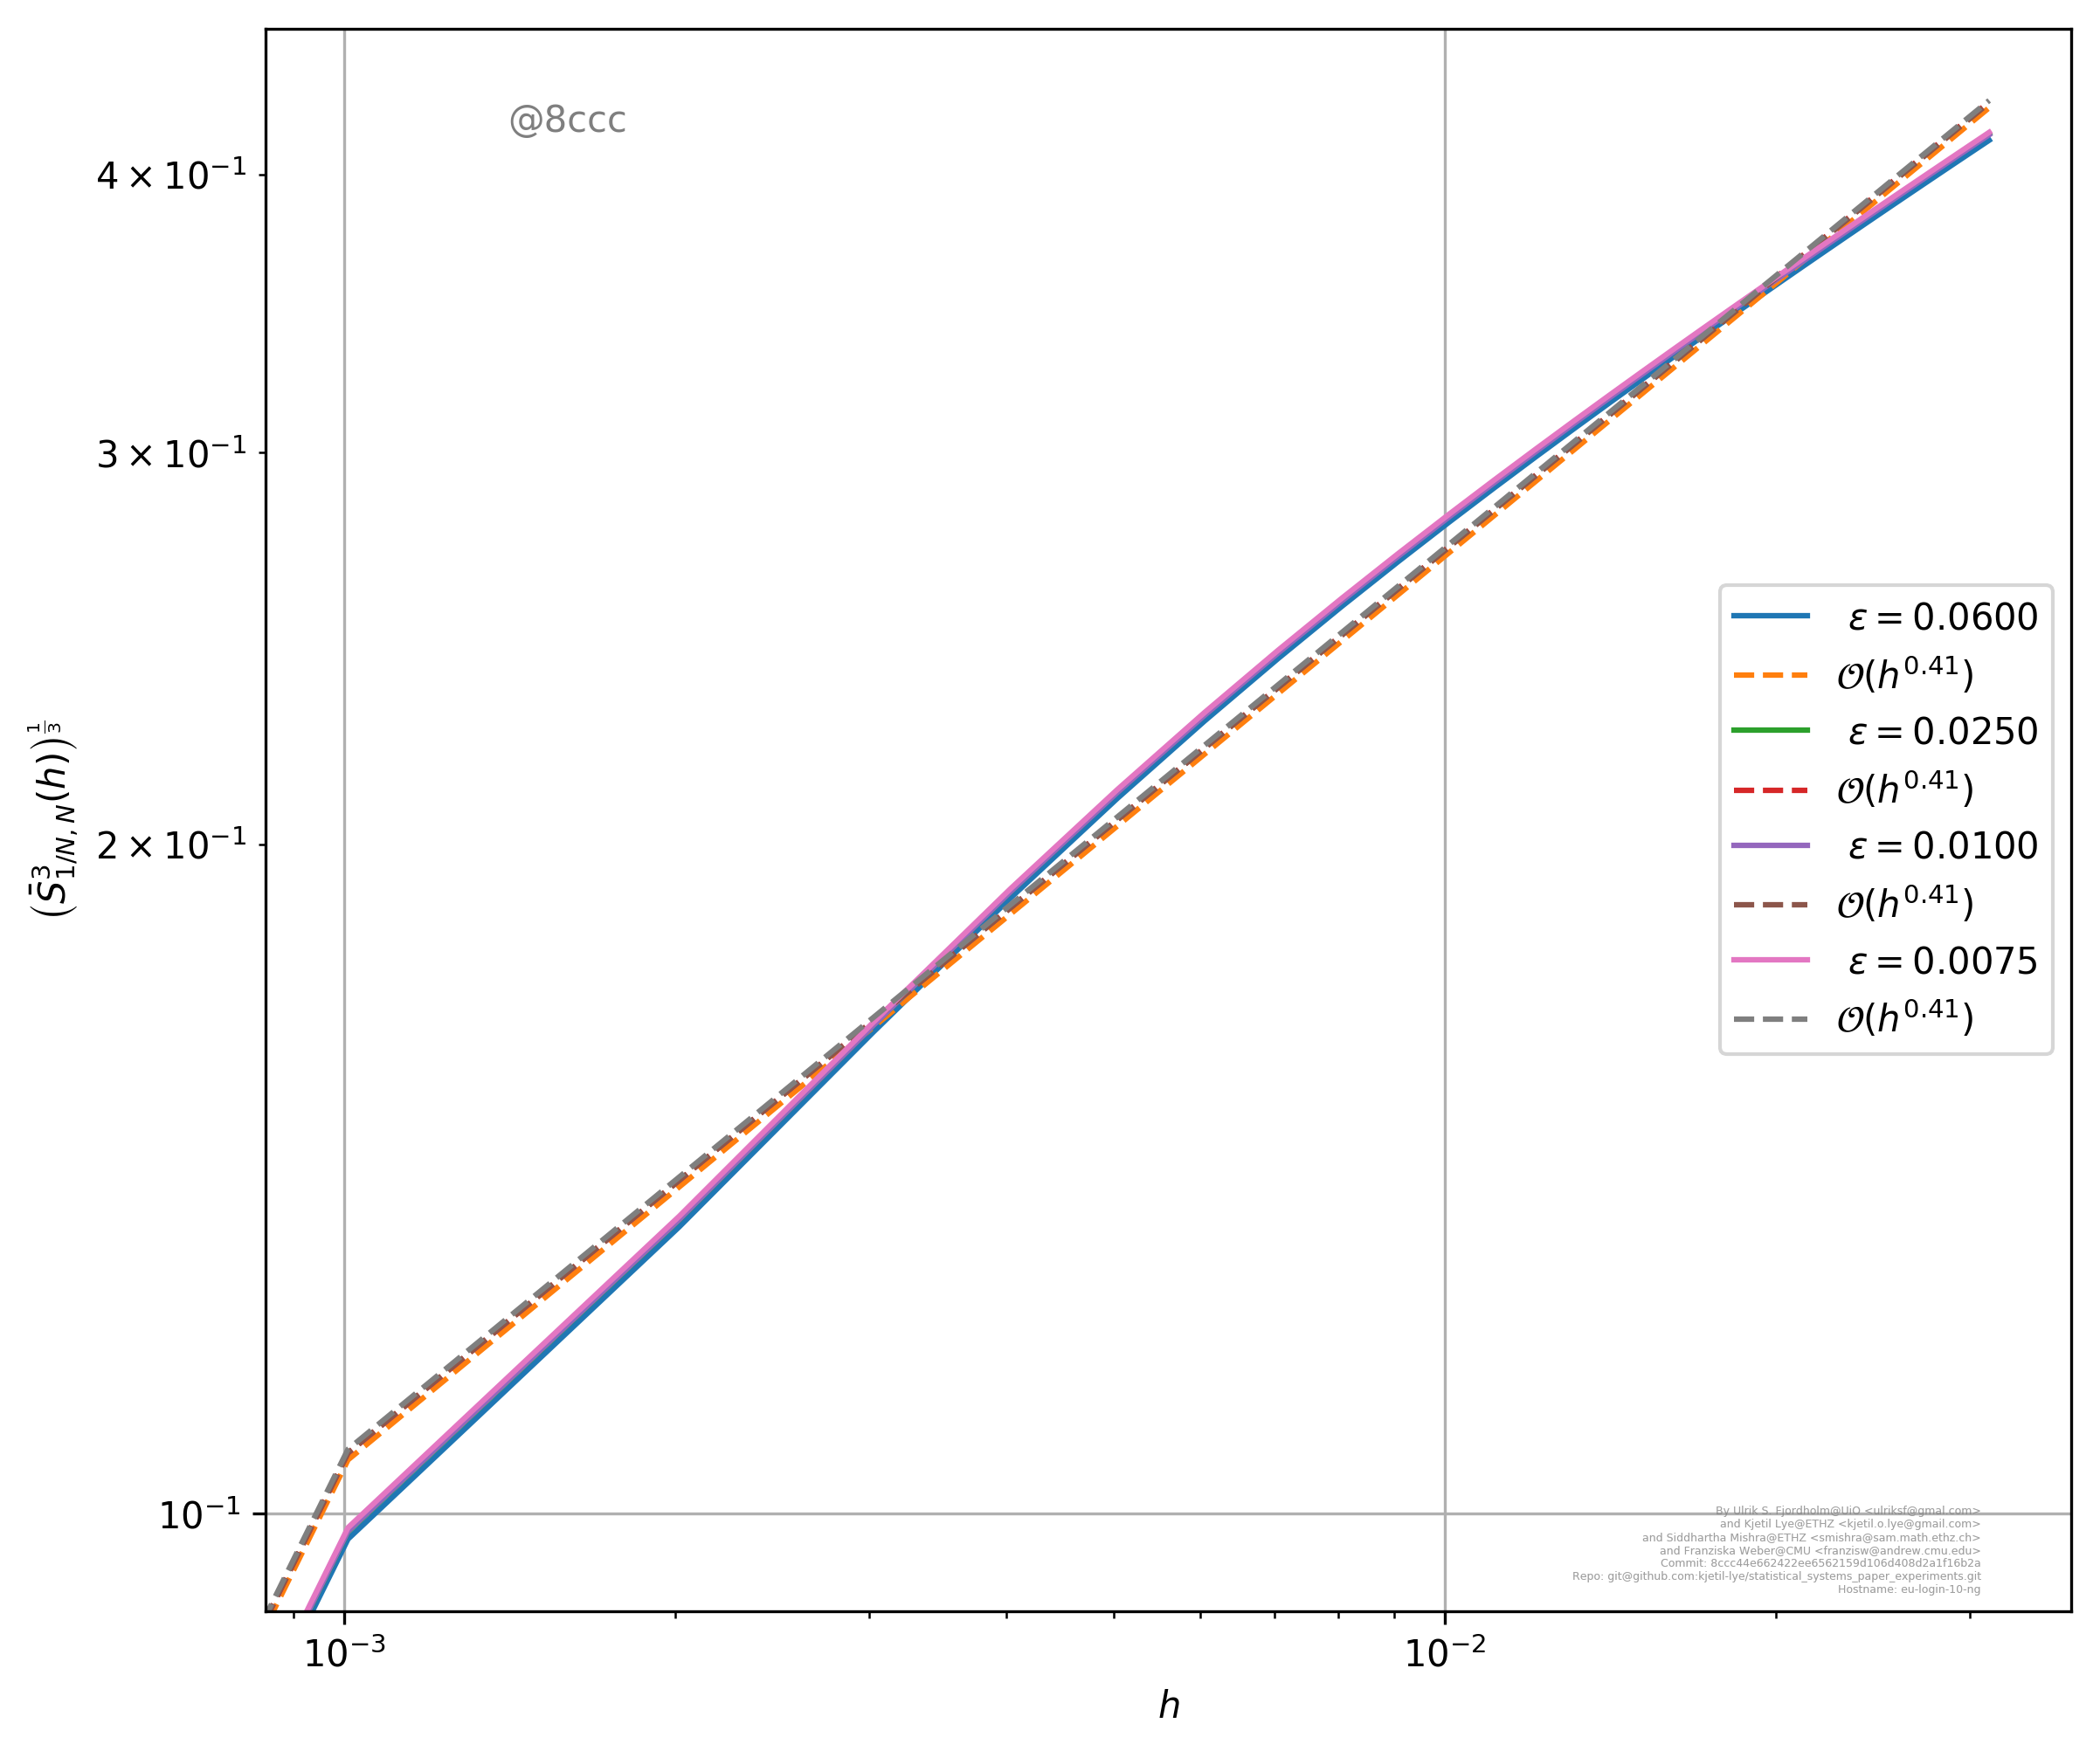 @8ccc
4 × 10⁻¹
3 × 10⁻¹
2 × 10⁻¹
10⁻¹
(S̄³₁/N, N(h))^(1/3)
ε = 0.0600
𝒪(h^0.41)
ε = 0.0250
𝒪(h^0.41)
ε = 0.0100
𝒪(h^0.41)
ε = 0.0075
𝒪(h^0.41)
By Ulrik S. Fjordholm@UiO <ulriksf@gmal.com>
and Kjetil Lye@ETHZ <kjetil.o.lye@gmail.com>
and Siddhartha Mishra@ETHZ <smishra@sam.math.ethz.ch>
and Franziska Weber@CMU <franzisw@andrew.cmu.edu>
Commit: 8ccc44e662422ee6562159d106d408d2a1f16b2a
Repo: git@github.com:kjetil-lye/statistical_systems_paper_experiments.git
Hostname: eu-login-10-ng
10⁻³
10⁻²
h